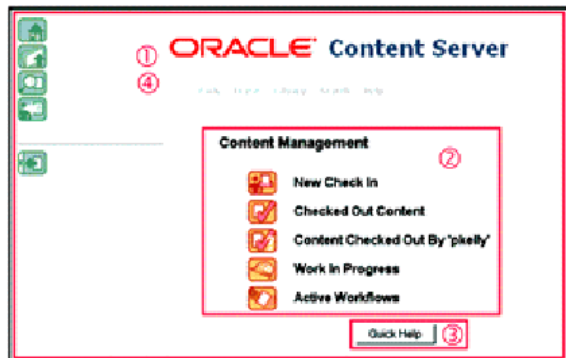 ①
ORACLE® Content Server
④
Help
Content Management
②
New Check In
Checked Out Content
Content Checked Out By 'pkelly'
Work In Progress
Active Workflows
Quick Help
③